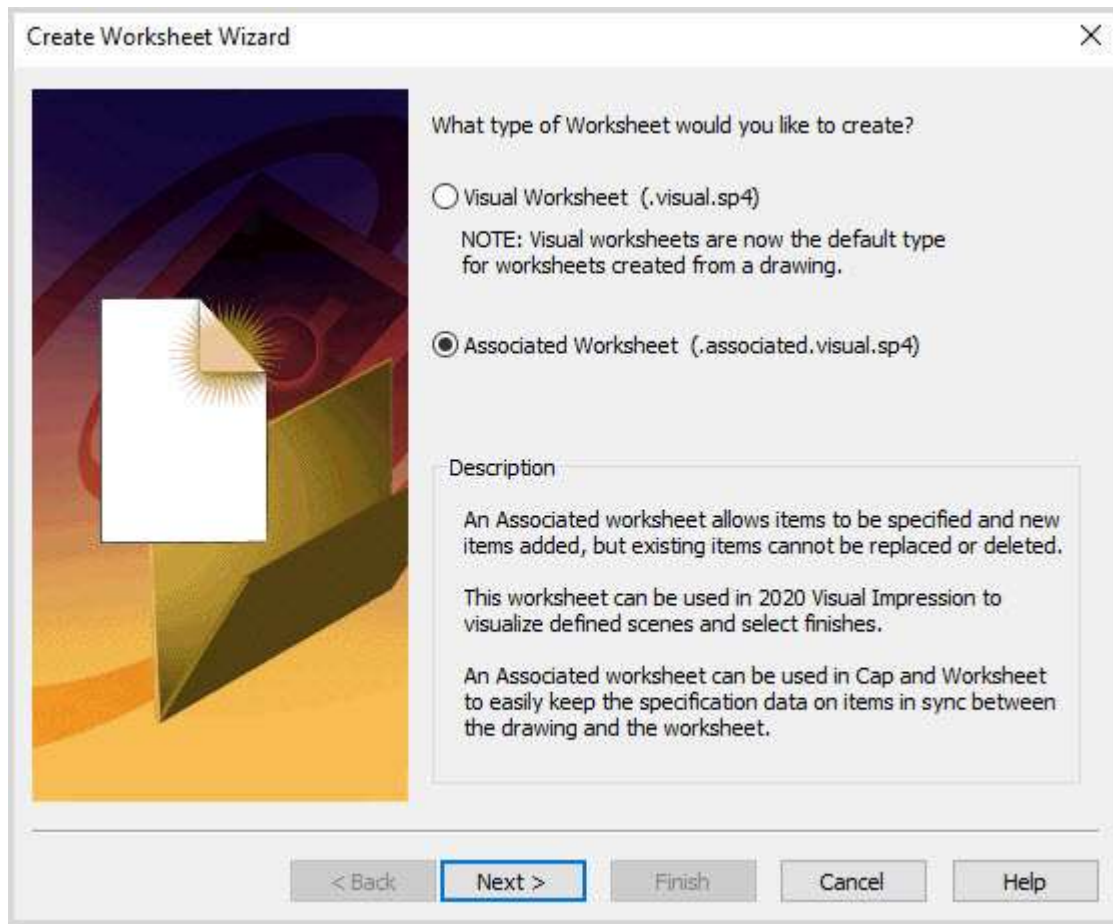 Create Worksheet Wizard
What type of Worksheet would you like to create?
Visual Worksheet (.visual.sp4)
NOTE: Visual worksheets are now the default type
for worksheets created from a drawing.
Associated Worksheet (.associated.visual.sp4)
Description
An Associated worksheet allows items to be specified and new
items added, but existing items cannot be replaced or deleted.
This worksheet can be used in 2020 Visual Impression to
visualize defined scenes and select finishes.
An Associated worksheet can be used in Cap and Worksheet
to easily keep the specification data on items in sync between
the drawing and the worksheet.
< Back Next > Finish Cancel Help